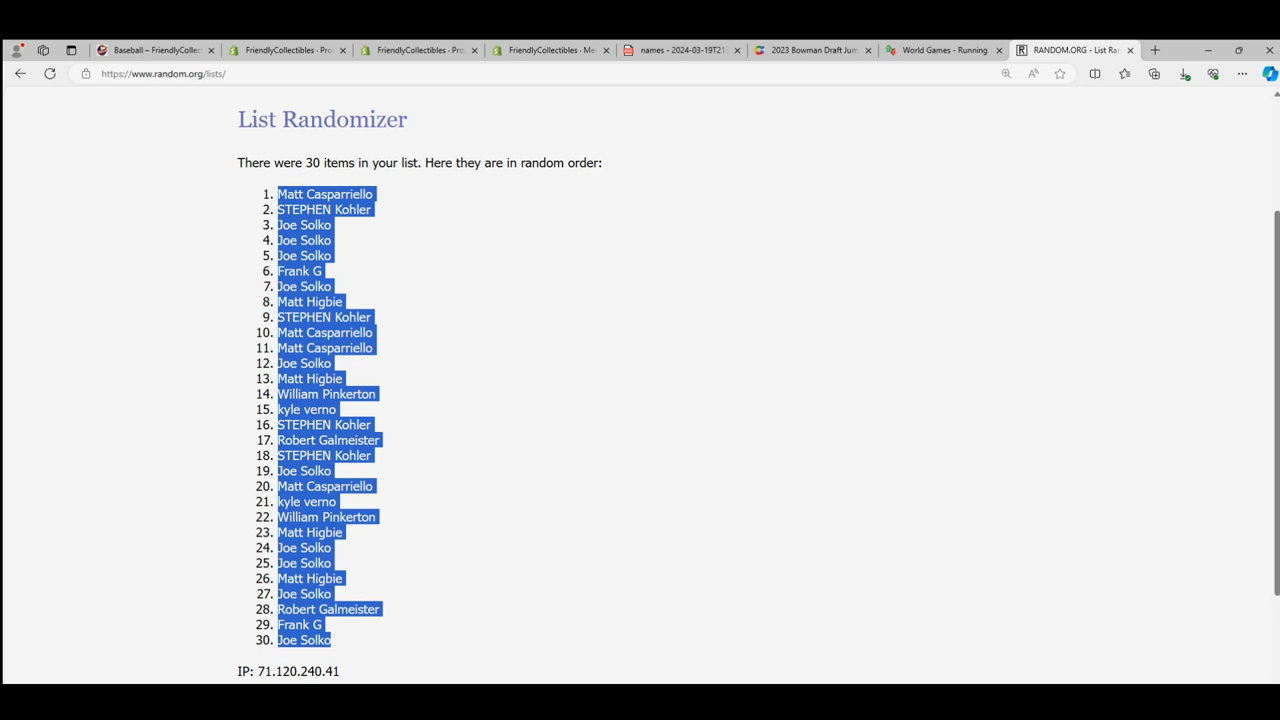 Baseball – FriendlyCollec
FriendlyCollectibles · Pro
FriendlyCollectibles · Proc
FriendlyCollectibles · Me
names - 2024-03-19T21
2023 Bowman Draft Jum
World Games - Running
RANDOM.ORG - List Ra
https://www.random.org/lists/
List Randomizer
There were 30 items in your list. Here they are in random order:
1. Matt Casparriello
2. STEPHEN Kohler
3. Joe Solko
4. Joe Solko
5. Joe Solko
6. Frank G
7. Joe Solko
8. Matt Higbie
9. STEPHEN Kohler
10. Matt Casparriello
11. Matt Casparriello
12. Joe Solko
13. Matt Higbie
14. William Pinkerton
15. kyle verno
16. STEPHEN Kohler
17. Robert Galmeister
18. STEPHEN Kohler
19. Joe Solko
20. Matt Casparriello
21. kyle verno
22. William Pinkerton
23. Matt Higbie
24. Joe Solko
25. Joe Solko
26. Matt Higbie
27. Joe Solko
28. Robert Galmeister
29. Frank G
30. Joe Solko
IP: 71.120.240.41